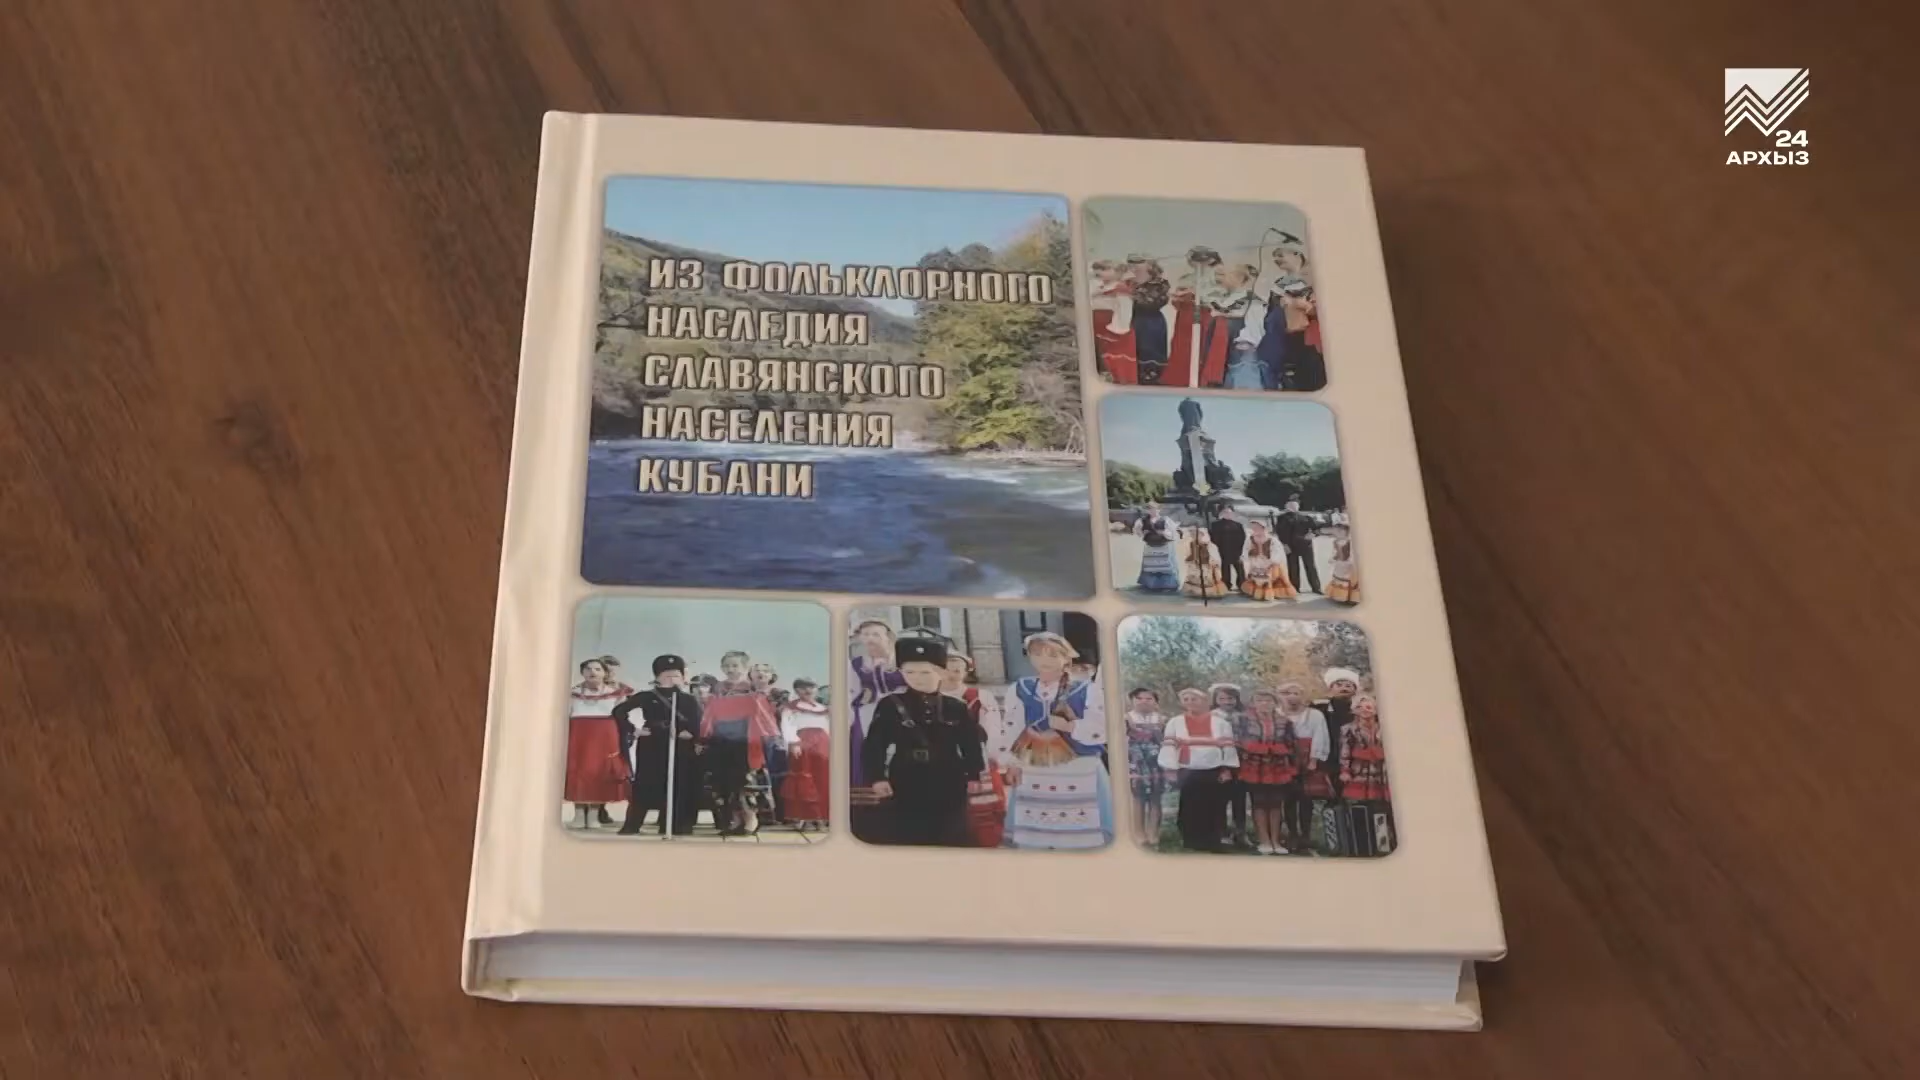 ИЗ ФОЛЬКЛОРНОГО
НАСЛЕДИЯ
СЛАВЯНСКОГО
НАСЕЛЕНИЯ
КУБАНИ
24
АРХЫЗ